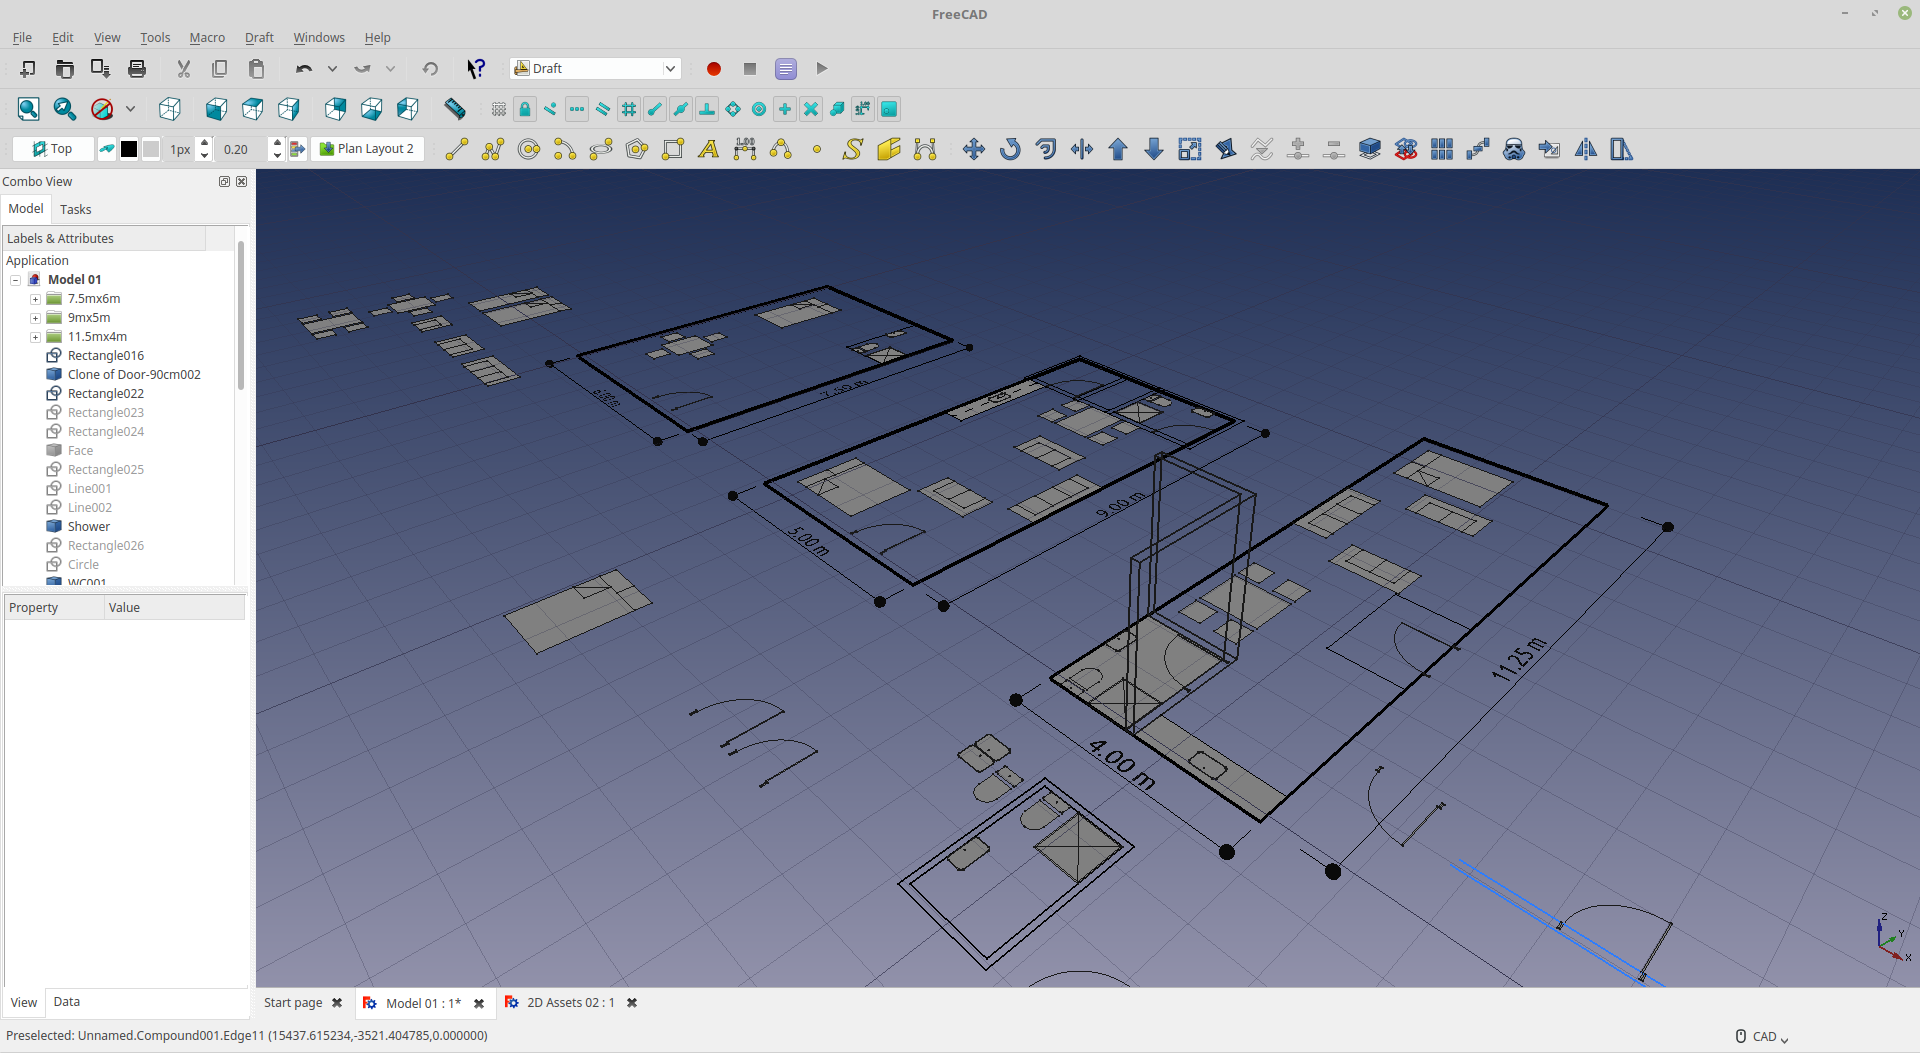 FreeCAD
File Edit View Tools Macro Draft Windows Help
Draft
Top 1px 0.20 Plan Layout 2 1.00
Combo View
Model Tasks
Labels & Attributes
Application
Model 01
7.5mx6m
9mx5m
11.5mx4m
Rectangle016
Clone of Door-90cm002
Rectangle022
Rectangle023
Rectangle024
Face
Rectangle025
Line001
Line002
Shower
Rectangle026
Circle
WC001
Property Value
View Data
9.00 m
5.00 m
11.25 m
4.00 m
Z
Y
X
Start page Model 01 : 1* 2D Assets 02 : 1
Preselected: Unnamed.Compound001.Edge11 (15437.615234,-3521.404785,0.000000)
CAD